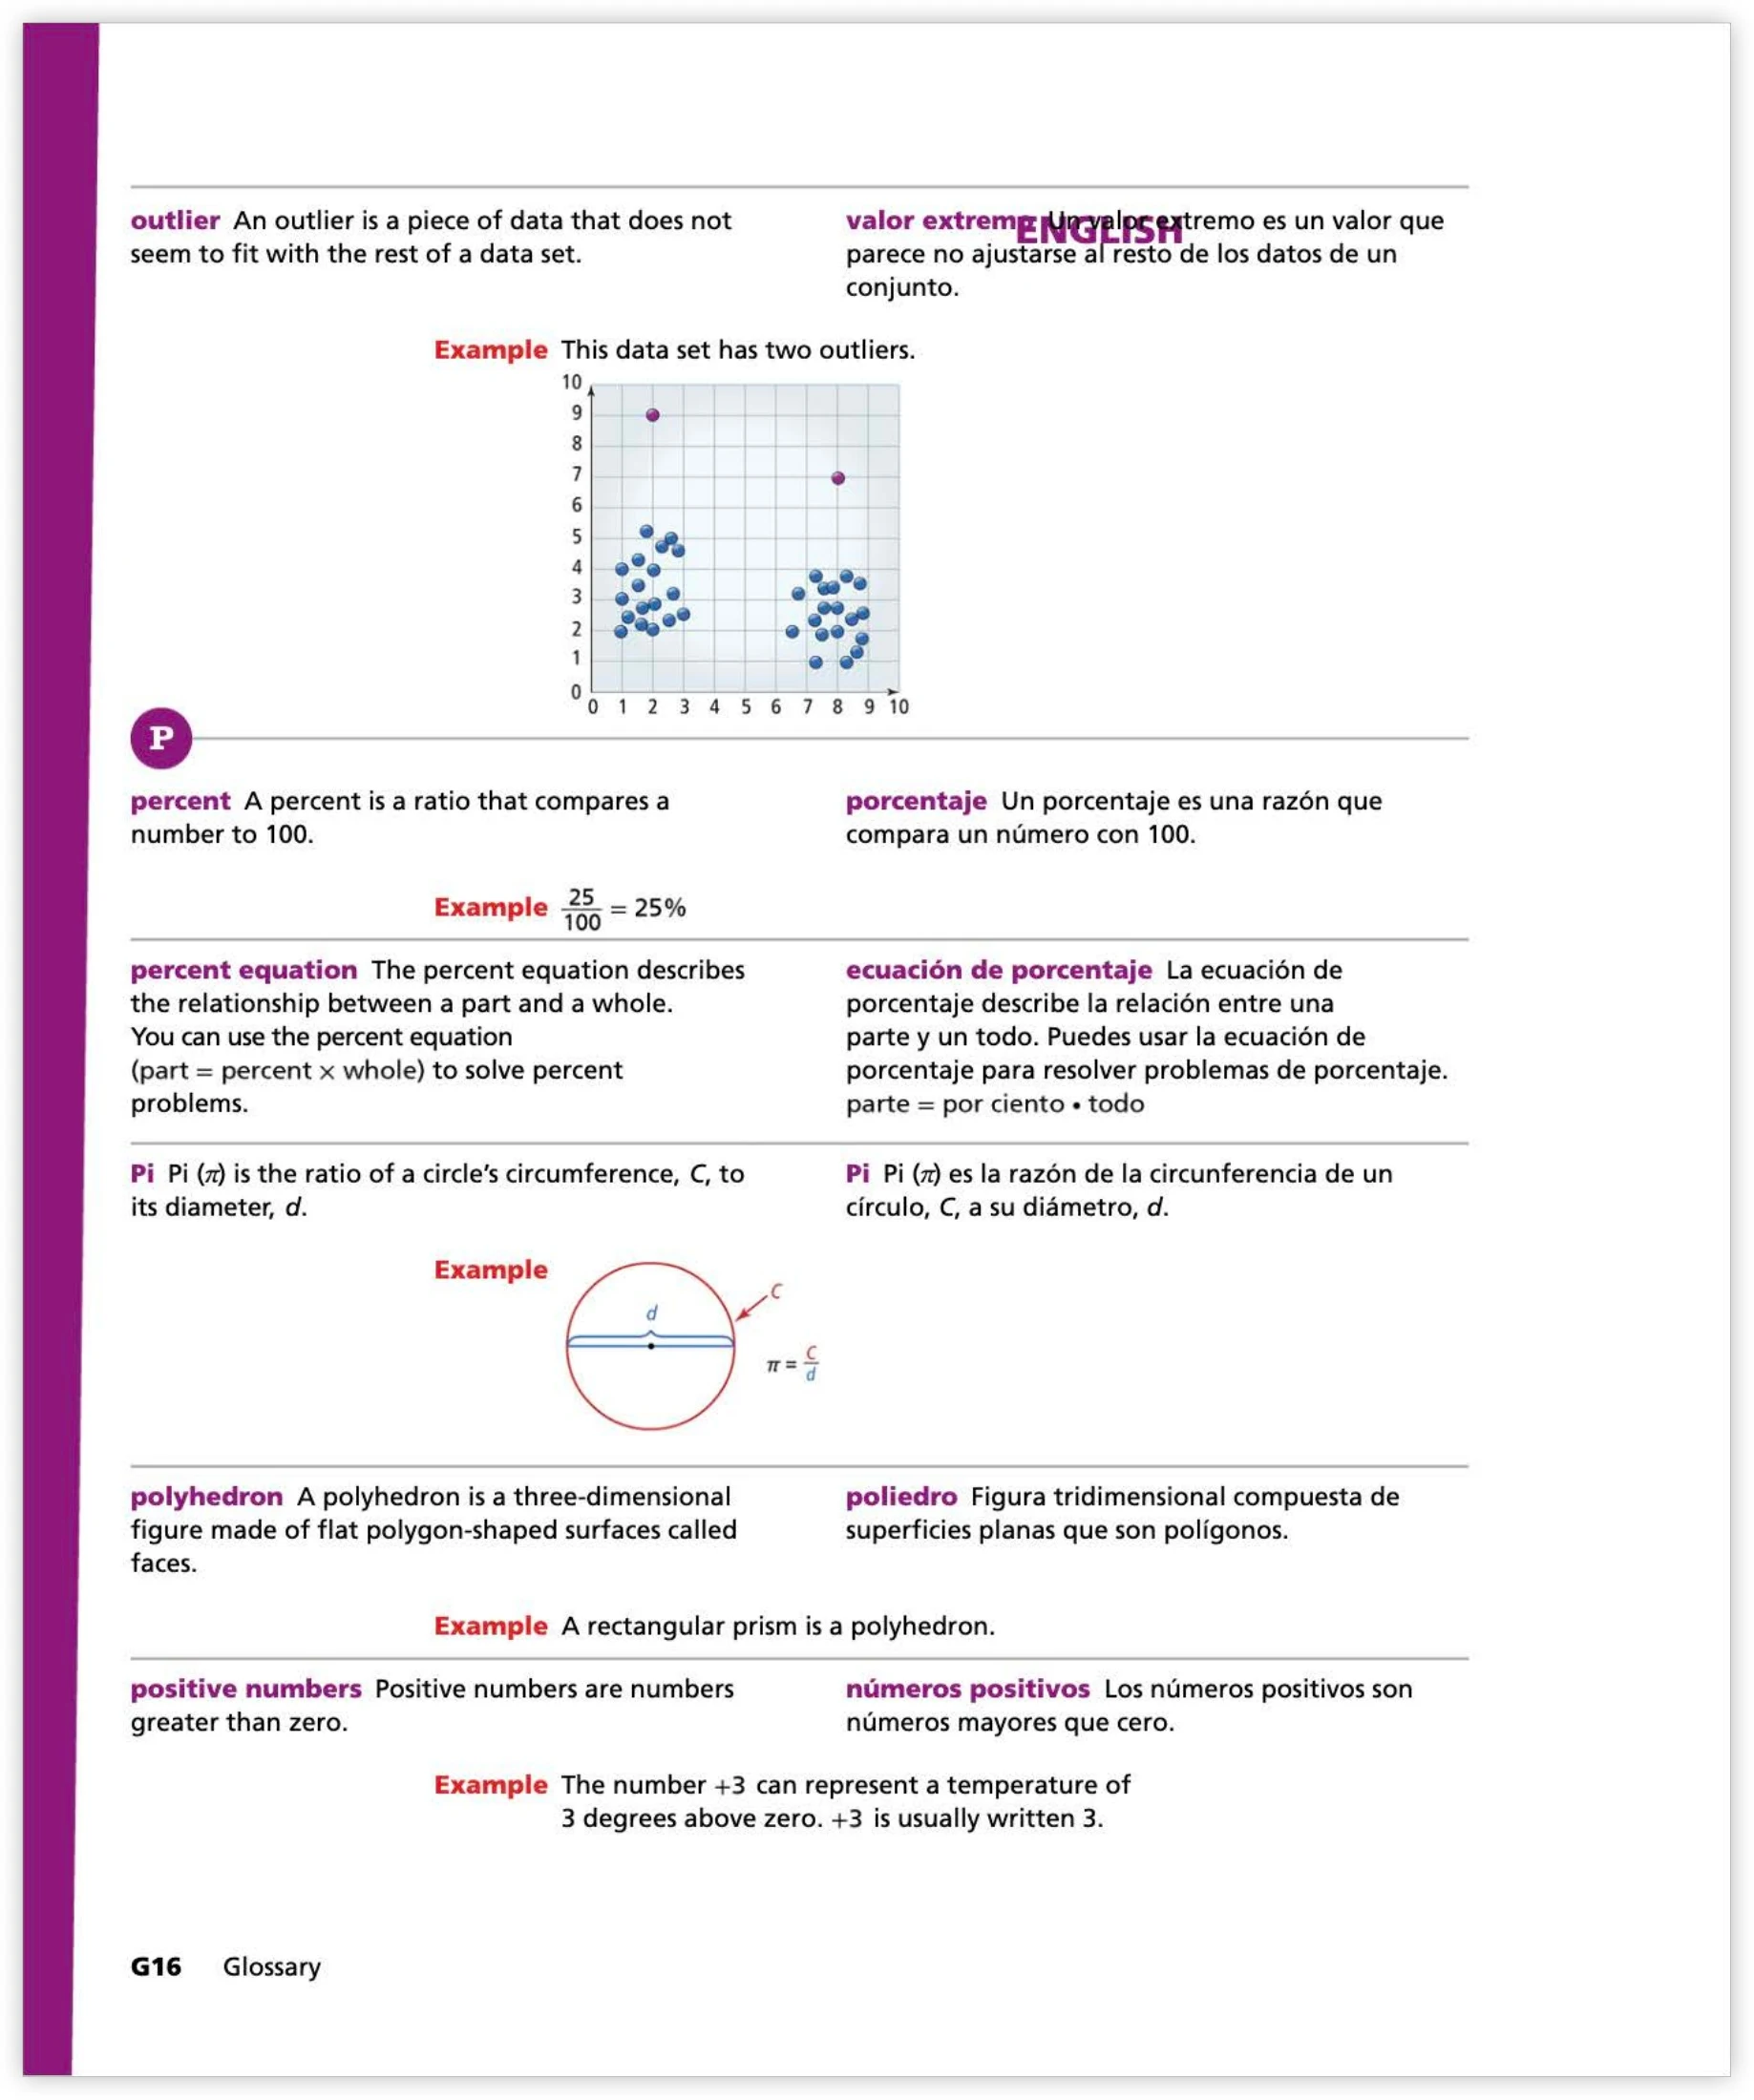 outlier An outlier is a piece of data that does not
seem to fit with the rest of a data set.
valor extremo Un valor extremo es un valor que
parece no ajustarse al resto de los datos de un
conjunto.
ENGLISH
Example This data set has two outliers.
10
9
8
7
6
5
4
3
2
1
0
0 1 2 3 4 5 6 7 8 9 10
P
percent A percent is a ratio that compares a
number to 100.
porcentaje Un porcentaje es una razón que
compara un número con 100.
Example 25/100 = 25%
percent equation The percent equation describes
the relationship between a part and a whole.
You can use the percent equation
(part = percent × whole) to solve percent
problems.
ecuación de porcentaje La ecuación de
porcentaje describe la relación entre una
parte y un todo. Puedes usar la ecuación de
porcentaje para resolver problemas de porcentaje.
parte = por ciento • todo
Pi Pi (π) is the ratio of a circle’s circumference, C, to
its diameter, d.
Pi Pi (π) es la razón de la circunferencia de un
círculo, C, a su diámetro, d.
Example
C
d
π = C/d
polyhedron A polyhedron is a three-dimensional
figure made of flat polygon-shaped surfaces called
faces.
poliedro Figura tridimensional compuesta de
superficies planas que son polígonos.
Example A rectangular prism is a polyhedron.
positive numbers Positive numbers are numbers
greater than zero.
números positivos Los números positivos son
números mayores que cero.
Example The number +3 can represent a temperature of
3 degrees above zero. +3 is usually written 3.
G16 Glossary